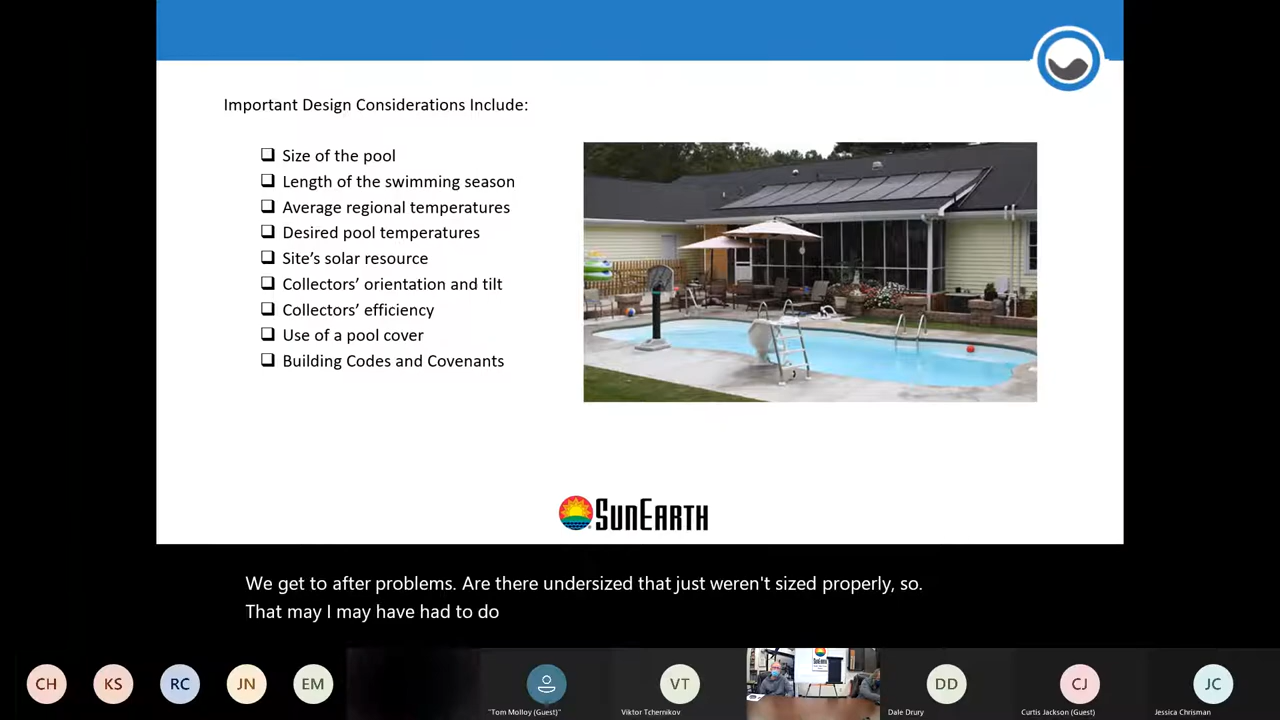 Important Design Considerations Include:
Size of the pool
Length of the swimming season
Average regional temperatures
Desired pool temperatures
Site's solar resource
Collectors' orientation and tilt
Collectors' efficiency
Use of a pool cover
Building Codes and Covenants
SUNEARTH
We get to after problems. Are there undersized that just weren't sized properly, so.
That may I may have had to do
CH
KS
RC
JN
EM
VT
DD
CJ
JC
"Tom Molloy (Guest)"
Viktor Tchernikov
Dale Drury
Curtis Jackson (Guest)
Jessica Chrisman